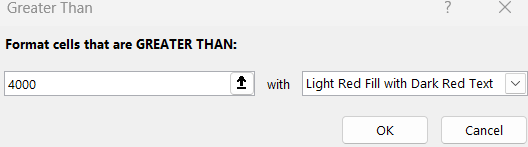 Greater Than ?
Format cells that are GREATER THAN:
4000 with Light Red Fill with Dark Red Text
OK Cancel